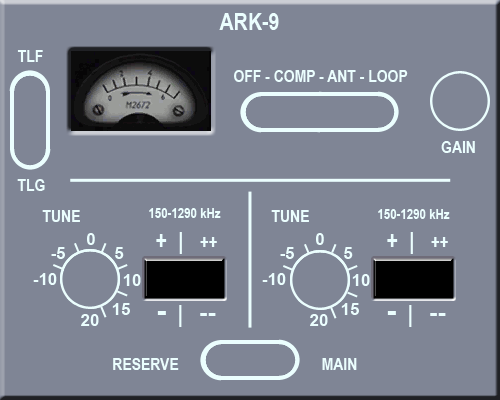 ARK-9
TLF
OFF - COMP - ANT - LOOP
0 2 4 6
M2672
GAIN
TLG
TUNE
150-1290 kHz
+ | ++
-5 0 5
-10 10
20 15
- | --
TUNE
150-1290 kHz
+ | ++
-5 0 5
-10 10
20 15
- | --
RESERVE MAIN